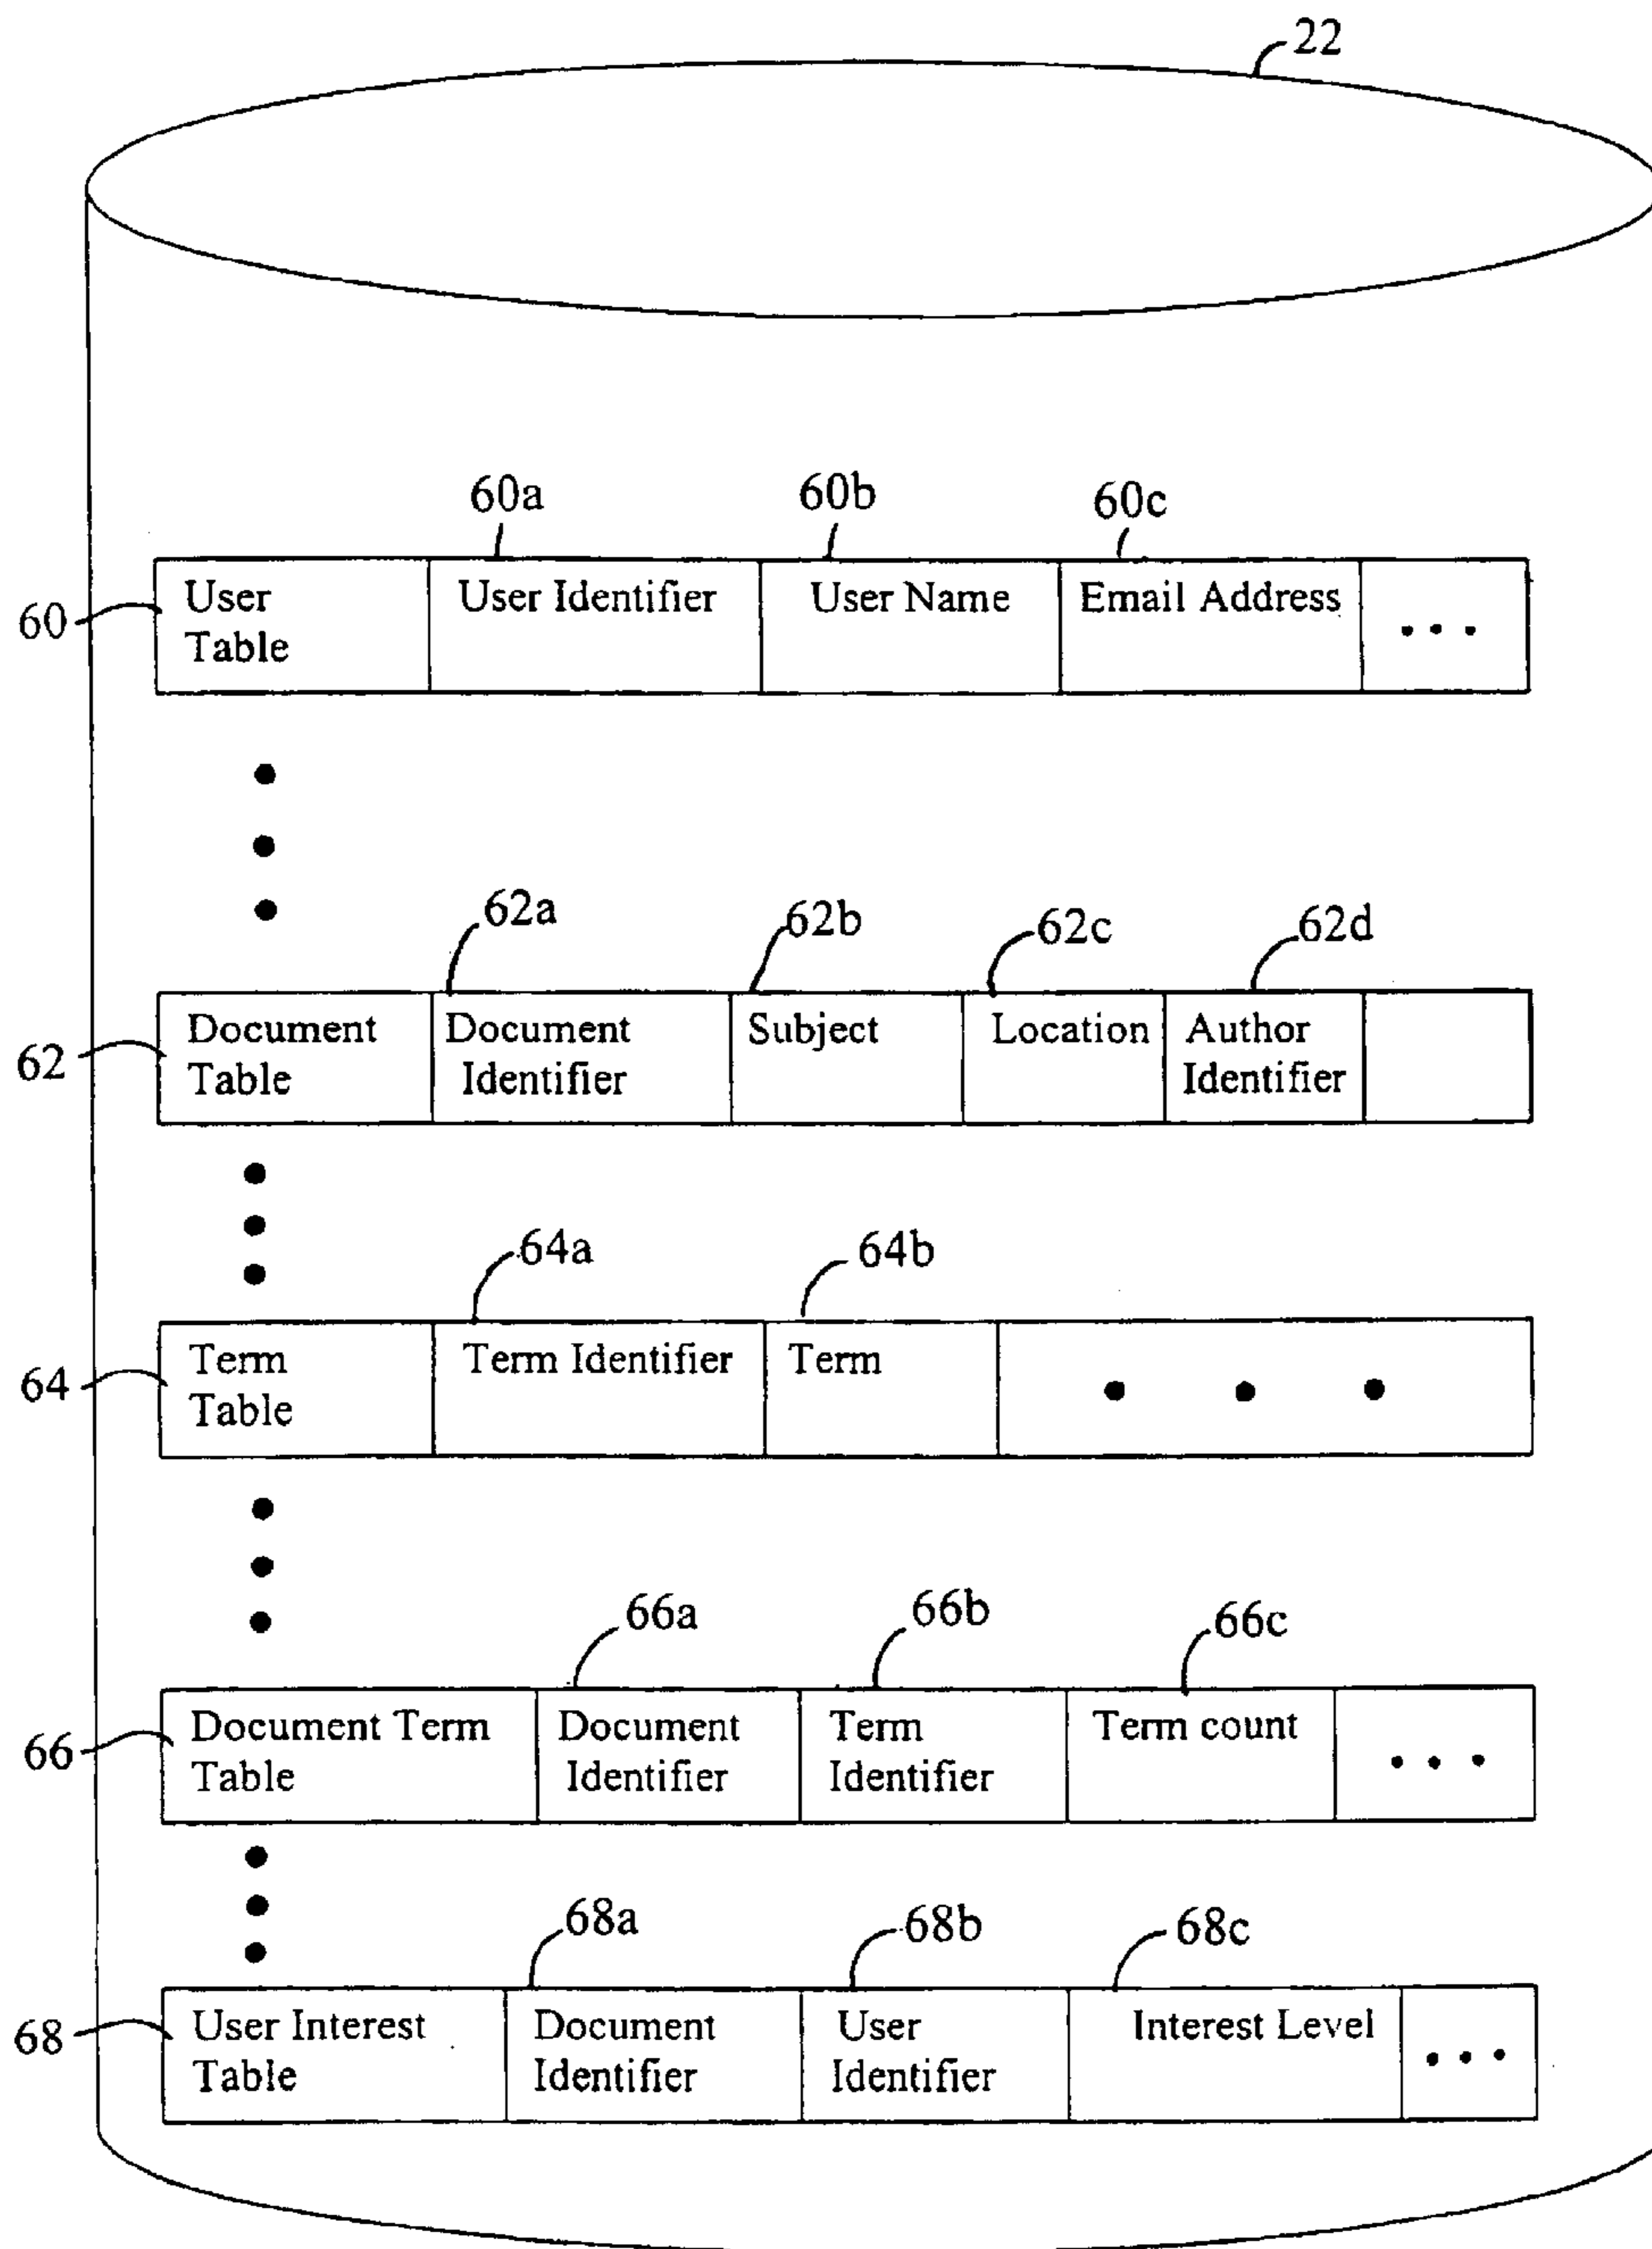 22
60a 60b 60c
60 User Table User Identifier User Name Email Address ...
62a 62b 62c 62d
62 Document Table Document Identifier Subject Location Author Identifier
64a 64b
64 Term Table Term Identifier Term • • •
66a 66b 66c
66 Document Term Table Document Identifier Term Identifier Term count ...
68a 68b 68c
68 User Interest Table Document Identifier User Identifier Interest Level ...